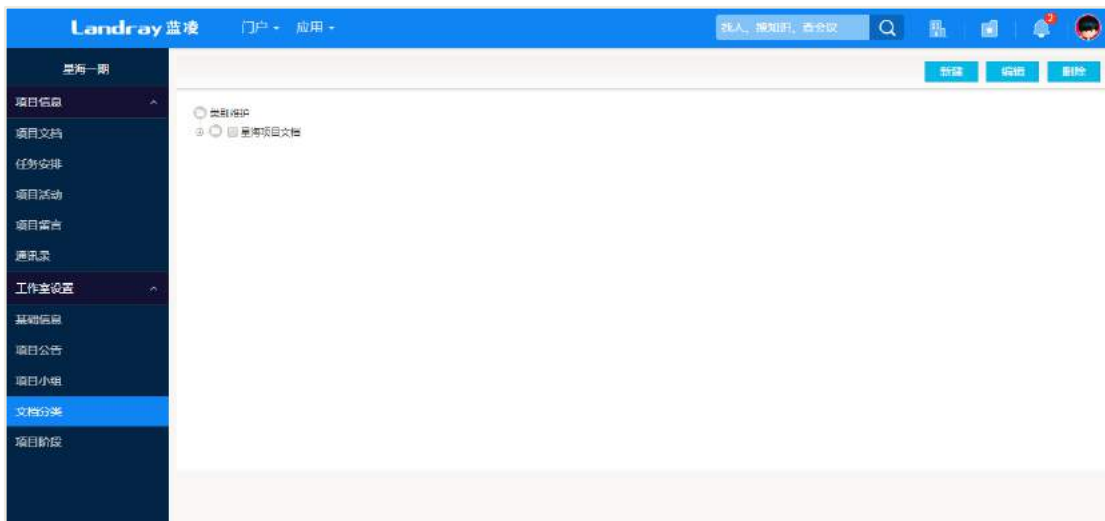 Landray 蓝凌
门户
应用
找人、搜知识、查会议
星海一期
新建
编辑
删除
项目信息
类别维护
项目文档
星海项目文档
任务安排
项目活动
项目留言
通讯录
工作室设置
基础信息
项目公告
项目小组
文档分类
项目阶段